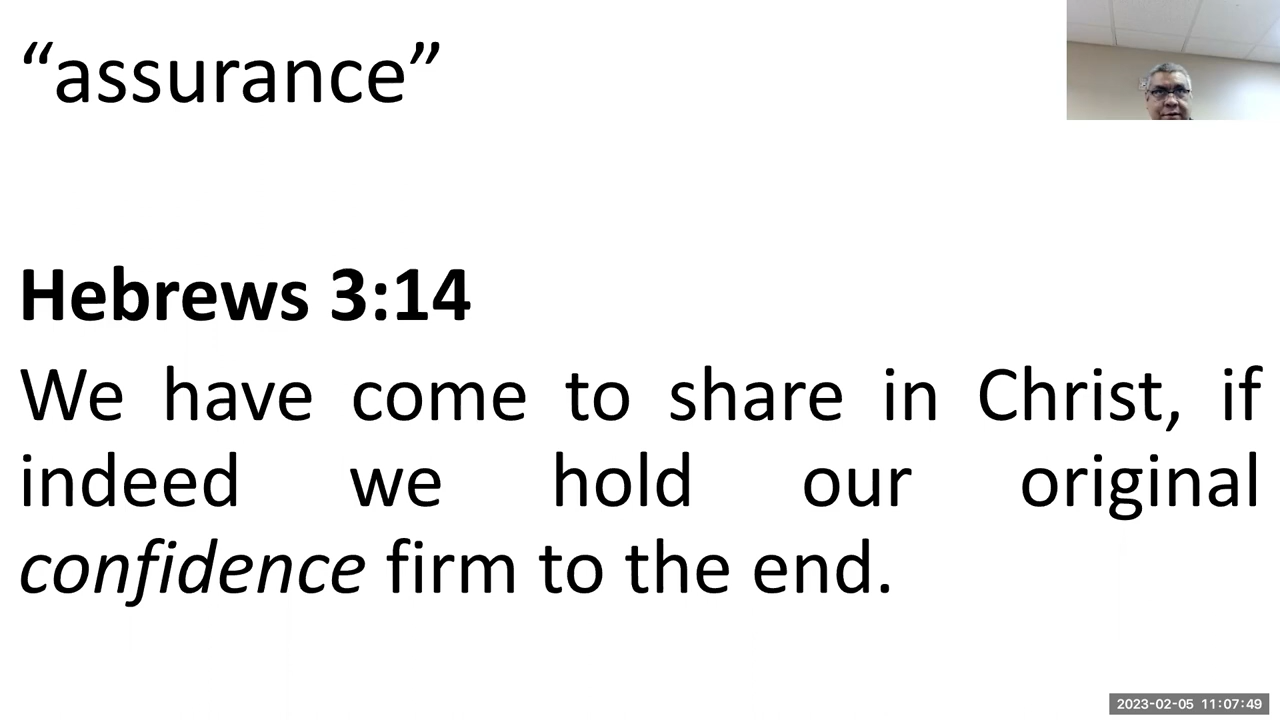 “assurance”
Hebrews 3:14
We have come to share in Christ, if
indeed we hold our original
confidence firm to the end.
2023-02-05 11:07:49